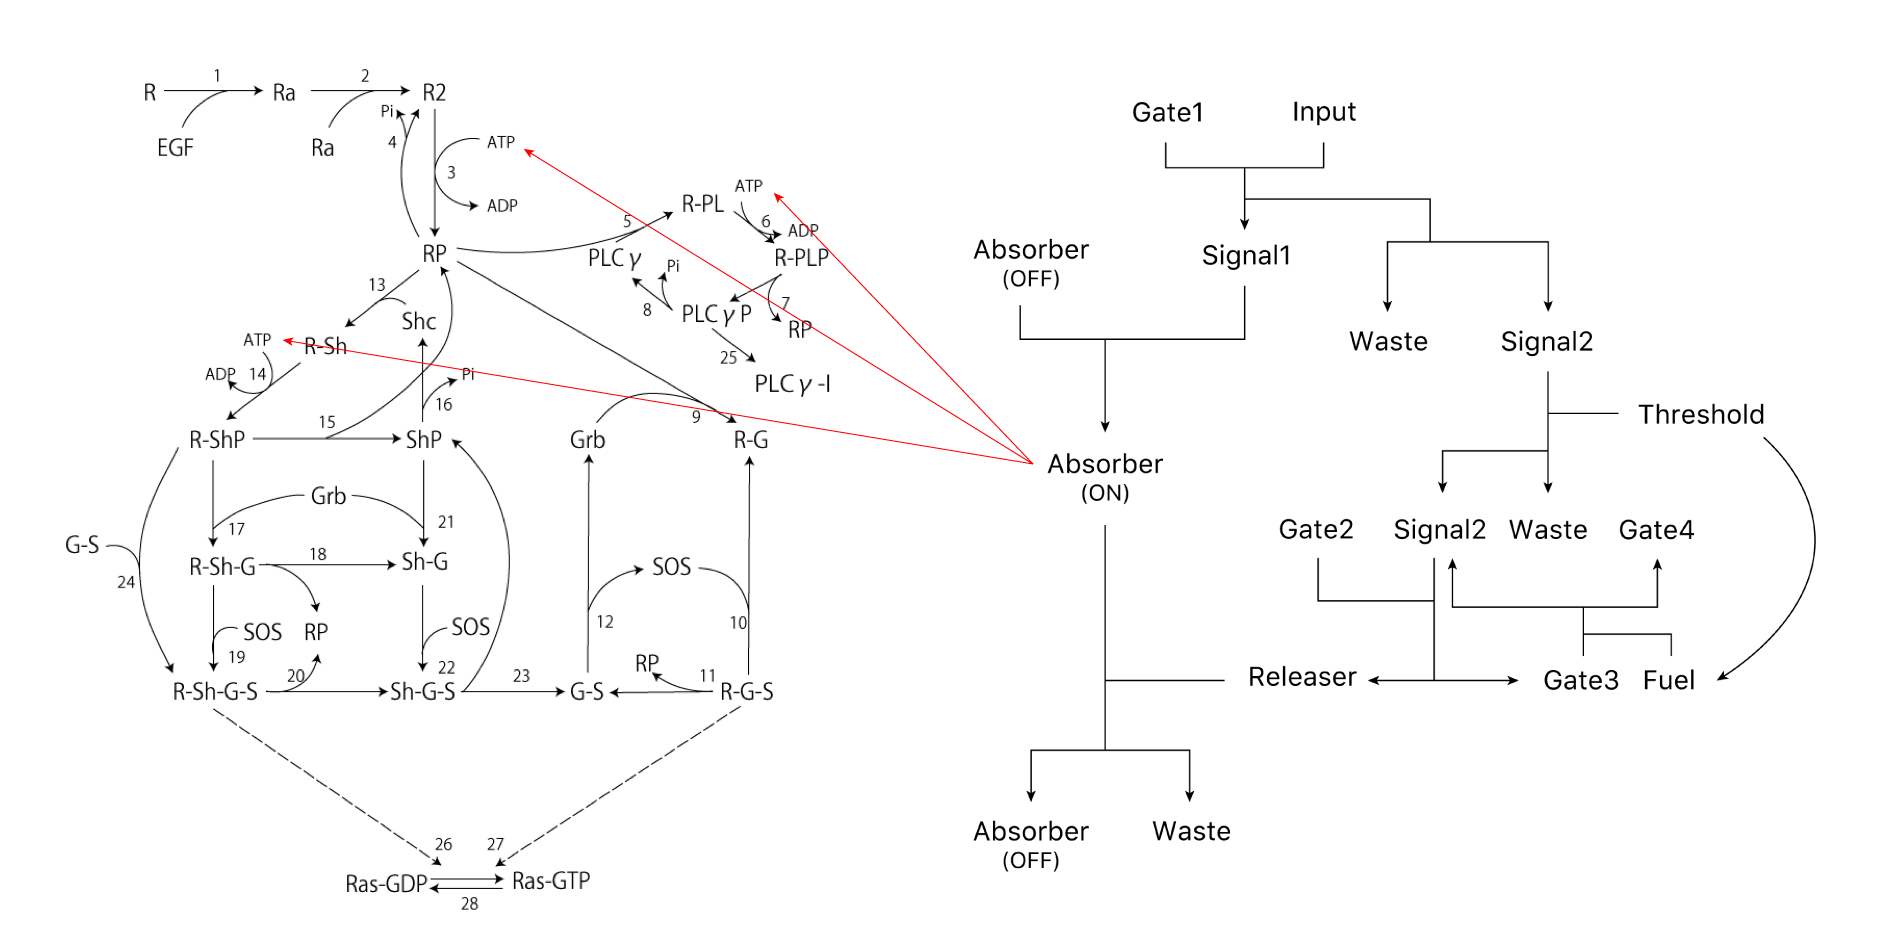 R
1
Ra
2
R2
EGF
Ra
Pi
4
3
ATP
ADP
RP
5
R-PL
ATP
6
ADP
R-PLP
PLCγ
Pi
8
PLCγP
7
RP
25
PLCγ-I
13
Shc
R-Sh
ATP
ADP
14
Pi
16
15
R-ShP
ShP
Grb
9
R-G
Grb
17
21
G-S
24
R-Sh-G
18
Sh-G
SOS
12
10
SOS
RP
19
SOS
22
20
R-Sh-G-S
Sh-G-S
23
G-S
RP
11
R-G-S
26
27
Ras-GDP
Ras-GTP
28
Gate1
Input
Absorber
(OFF)
Signal1
Waste
Signal2
Threshold
Absorber
(ON)
Gate2
Signal2
Waste
Gate4
Releaser
Gate3
Fuel
Absorber
(OFF)
Waste